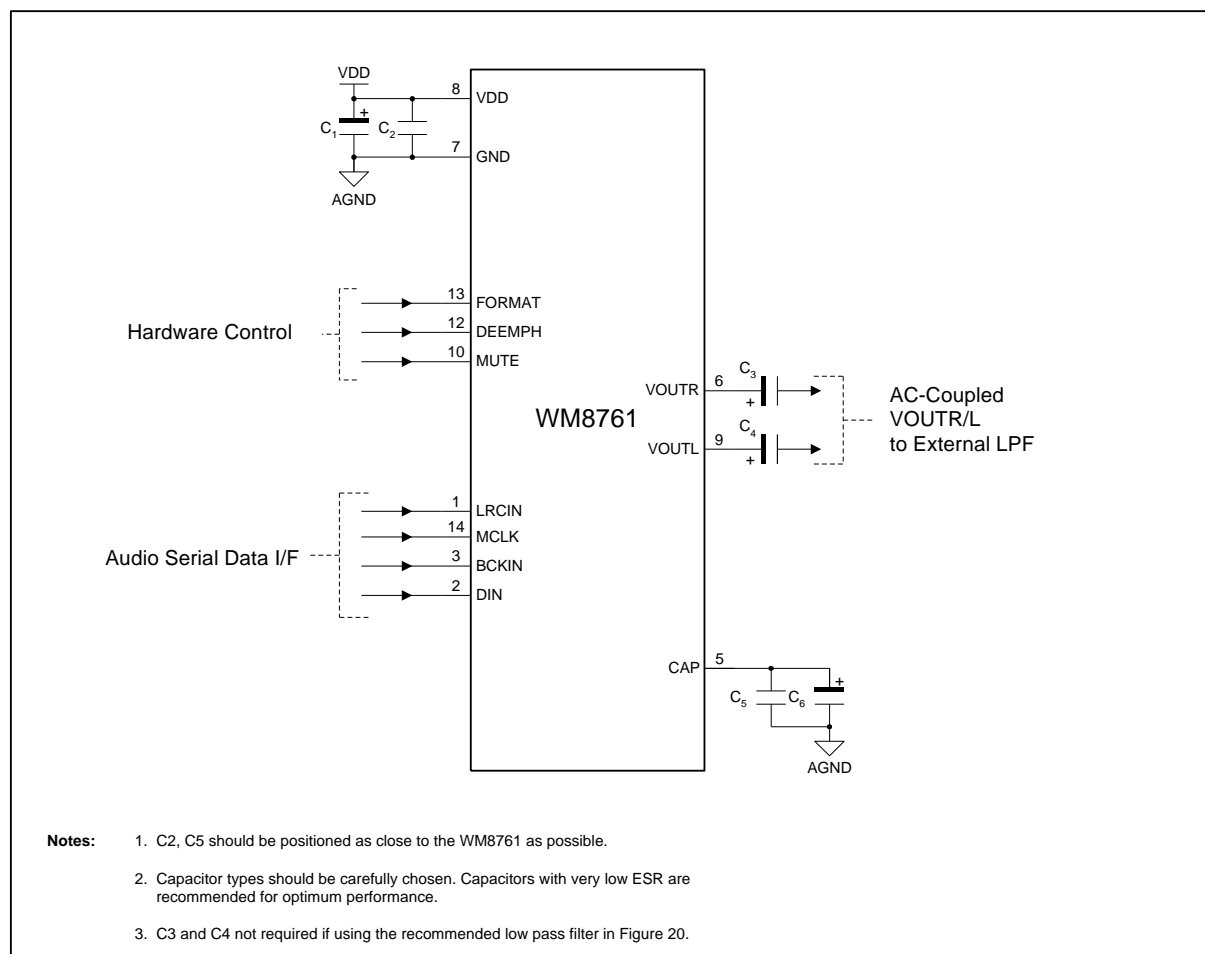 VDD
8
VDD
+
C1
C2
7
GND
AGND
Hardware Control
13
FORMAT
12
DEEMPH
10
MUTE
WM8761
VOUTR
6
C3
+
VOUTL
9
C4
+
AC-Coupled
VOUTR/L
to External LPF
Audio Serial Data I/F
1
LRCIN
14
MCLK
3
BCKIN
2
DIN
CAP
5
C5
C6
+
AGND
Notes: 1. C2, C5 should be positioned as close to the WM8761 as possible.
2. Capacitor types should be carefully chosen. Capacitors with very low ESR are
recommended for optimum performance.
3. C3 and C4 not required if using the recommended low pass filter in Figure 20.